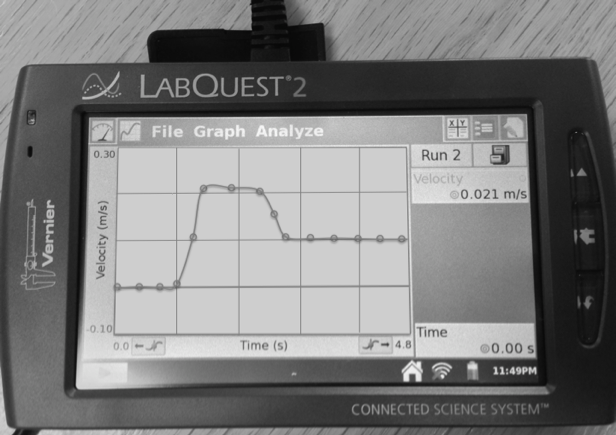 LABQUEST®2
File Graph Analyze
X Y
Run 2
Velocity
0.021 m/s
0.30
Velocity (m/s)
-0.10
0.0
Time (s)
4.8
Time
0.00 s
11:49PM
Vernier
CONNECTED SCIENCE SYSTEM™